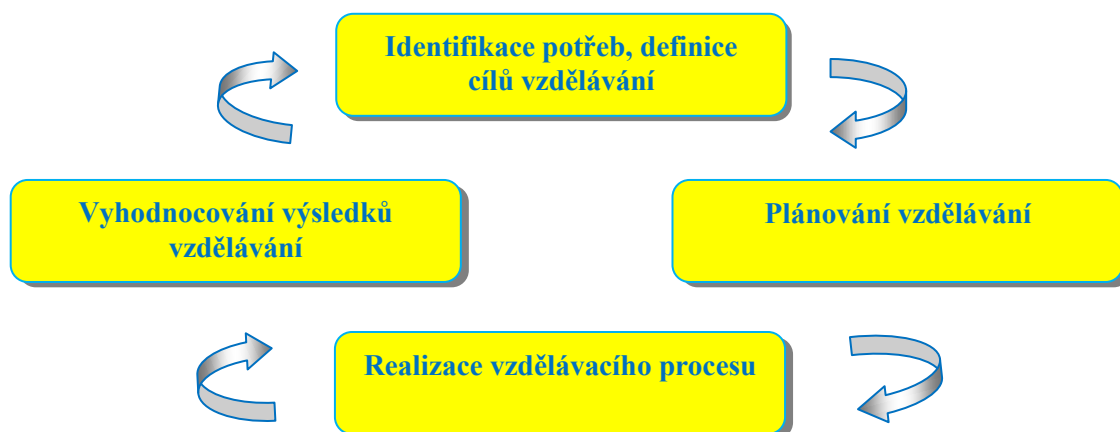 Identifikace potřeb, definice
cílů vzdělávání
Vyhodnocování výsledků
vzdělávání
Plánování vzdělávání
Realizace vzdělávacího procesu